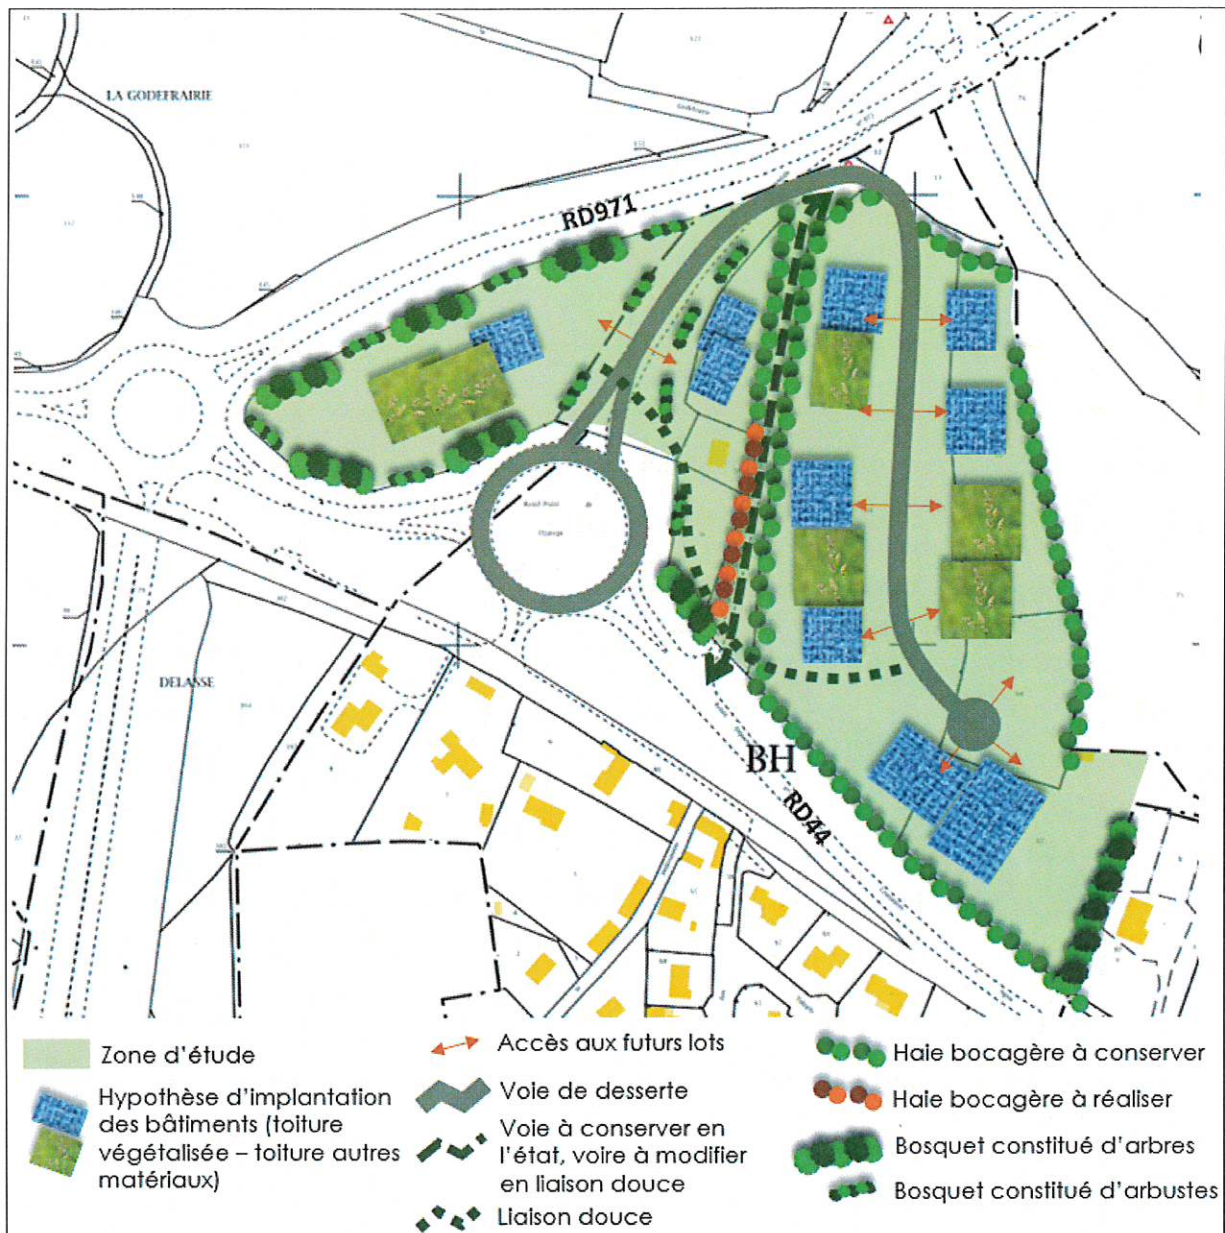 LA GODEFRAIRIE
RD971
DELASSE
BH
RD44
Zone d'étude
Hypothèse d'implantation
des bâtiments (toiture
végétalisée – toiture autres
matériaux)
Accès aux futurs lots
Voie de desserte
Voie à conserver en
l'état, voire à modifier
en liaison douce
Liaison douce
Haie bocagère à conserver
Haie bocagère à réaliser
Bosquet constitué d'arbres
Bosquet constitué d'arbustes